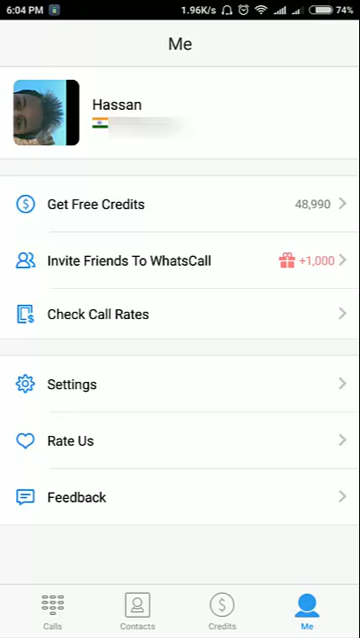 6:04 PM 1.96K/s 74%
Me
Hassan
Get Free Credits 48,990
Invite Friends To WhatsCall +1,000
Check Call Rates
Settings
Rate Us
Feedback
Calls Contacts Credits Me